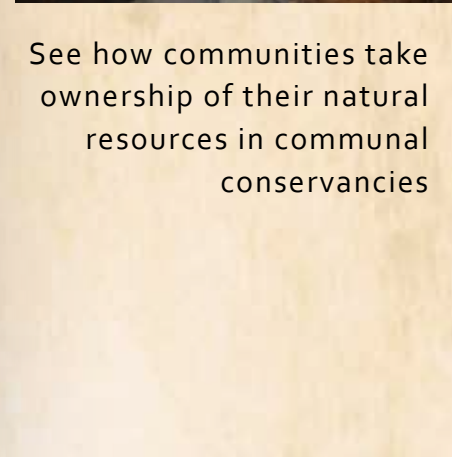 See how communities take
ownership of their natural
resources in communal
conservancies